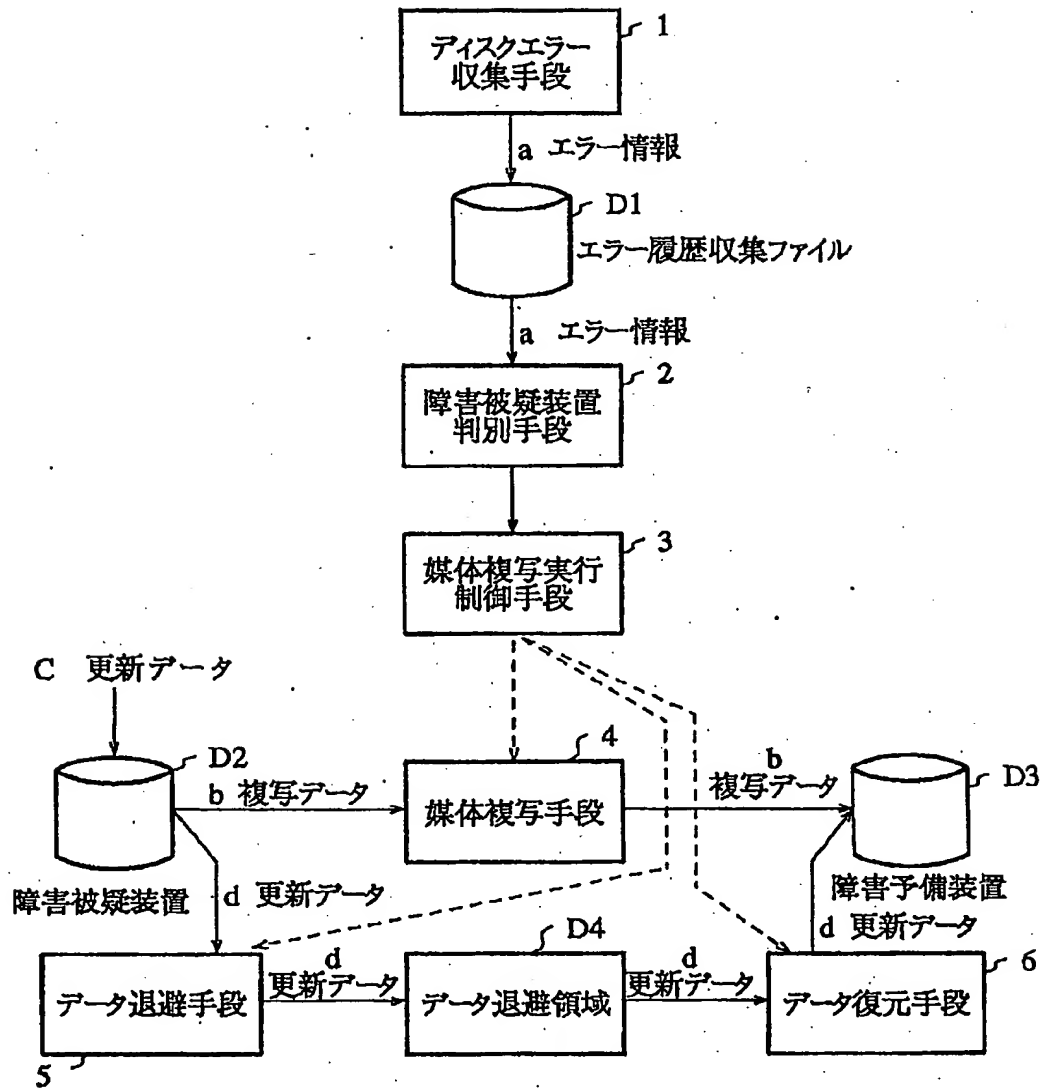 1
ディスクエラー
収集手段
a エラー情報
D1
エラー履歴収集ファイル
a エラー情報
2
障害被疑装置
判別手段
3
媒体複写実行
制御手段
C 更新データ
D2
b 複写データ
4
媒体複写手段
b
複写データ
D3
障害被疑装置
d 更新データ
障害予備装置
d 更新データ
データ退避手段
5
d
更新データ
D4
データ退避領域
d
更新データ
6
データ復元手段